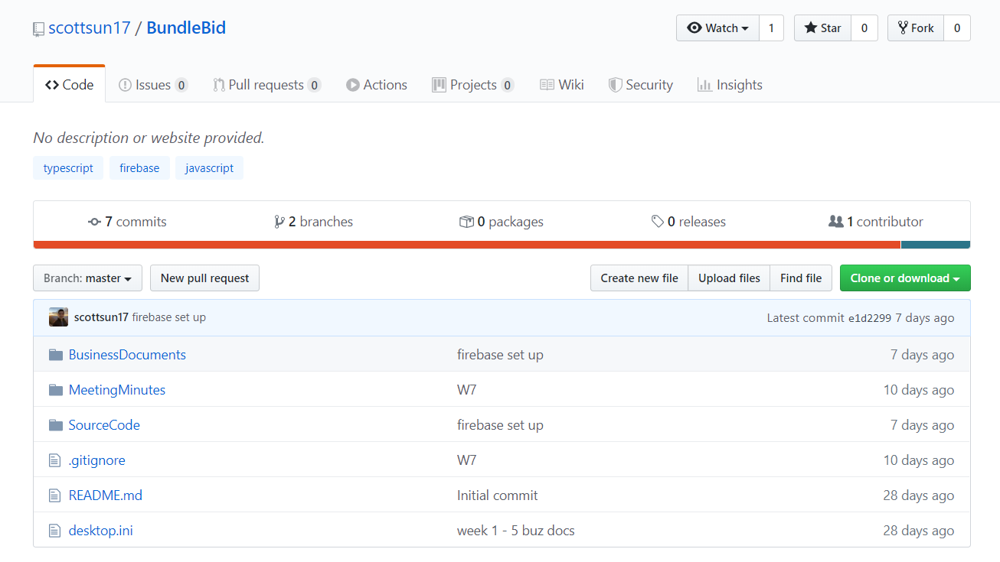 scottsun17 / BundleBid Watch 1 Star 0 Fork 0
Code Issues 0 Pull requests 0 Actions Projects 0 Wiki Security Insights
No description or website provided.
typescript firebase javascript
7 commits 2 branches 0 packages 0 releases 1 contributor
Branch: master New pull request Create new file Upload files Find file Clone or download
scottsun17 firebase set up Latest commit e1d2299 7 days ago
BusinessDocuments firebase set up 7 days ago
MeetingMinutes W7 10 days ago
SourceCode firebase set up 7 days ago
.gitignore W7 10 days ago
README.md Initial commit 28 days ago
desktop.ini week 1 - 5 buz docs 28 days ago